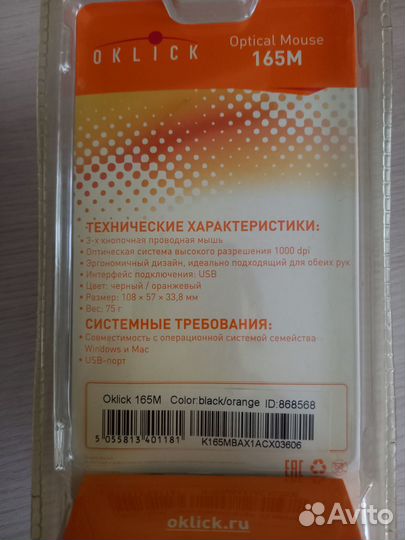 OKLICK
Optical Mouse
165M
ТЕХНИЧЕСКИЕ ХАРАКТЕРИСТИКИ:
• 3-х кнопочная проводная мышь
• Оптическая система высокого разрешения 1000 dpi
• Эргономичный дизайн, идеально подходящий для обеих рук
• Интерфейс подключения: USB
• Цвет: черный / оранжевый
• Размер: 108 × 57 × 33,8 мм
• Вес: 75 г
СИСТЕМНЫЕ ТРЕБОВАНИЯ:
• Совместимость с операционной системой семейства
Windows и Mac
• USB-порт
Oklick 165M Color:black/orange ID:868568
5 055813 401181
K165MBAX1ACX03606
EAC
oklick.ru
Avito